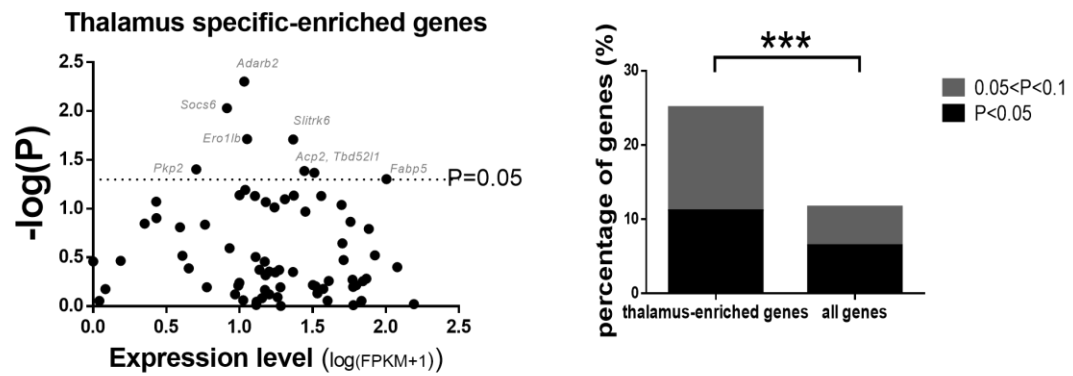 Thalamus specific-enriched genes
-log(P)
2.5
2.0
1.5
1.0
0.5
0.0
Adarb2
Socs6
Ero1lb
Slitrk6
Pkp2
Acp2, Tbd52l1
Fabp5
P=0.05
0.0 0.5 1.0 1.5 2.0 2.5
Expression level (log(FPKM+1))
percentage of genes (%)
30
20
10
0
***
thalamus-enriched genes all genes
0.05<P<0.1
P<0.05